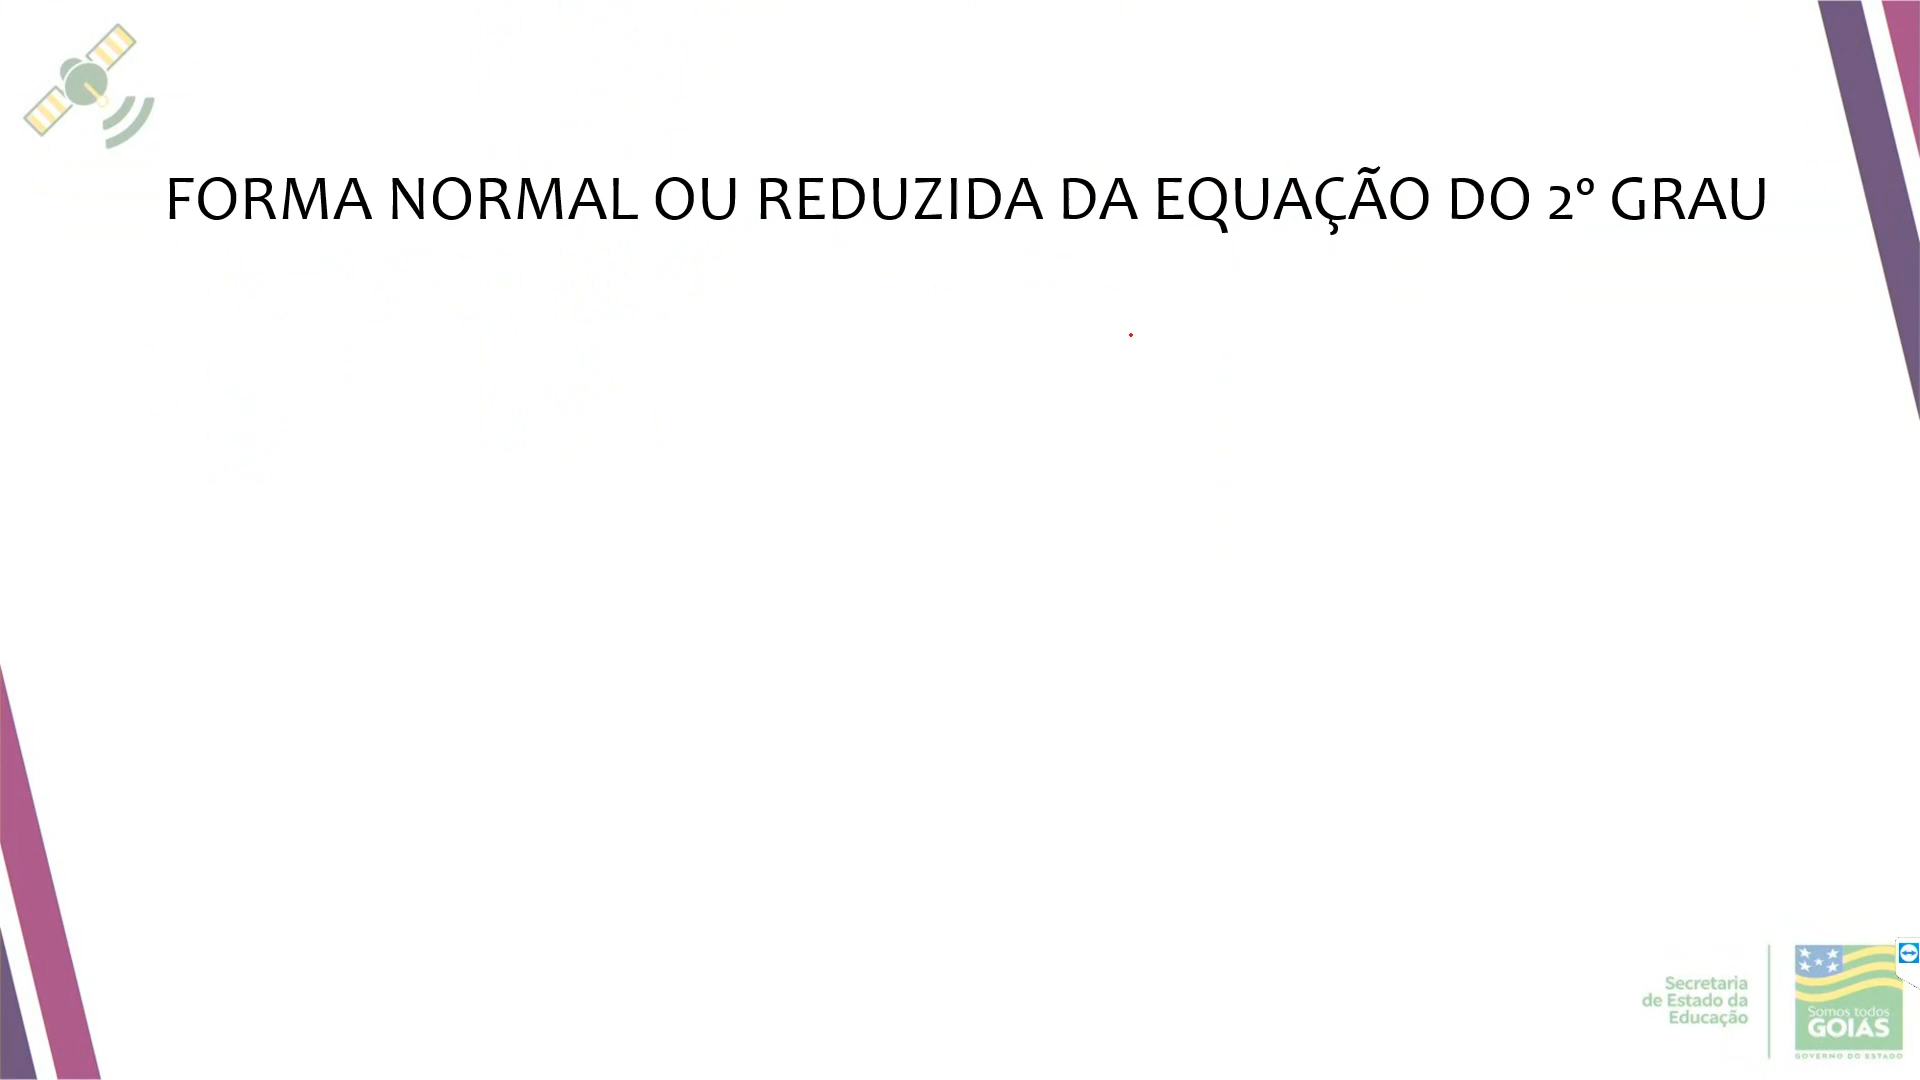 FORMA NORMAL OU REDUZIDA DA EQUAÇÃO DO 2º GRAU
Secretaria
de Estado da
Educação
Somos todos
GOIÁS
GOVERNO DO ESTADO